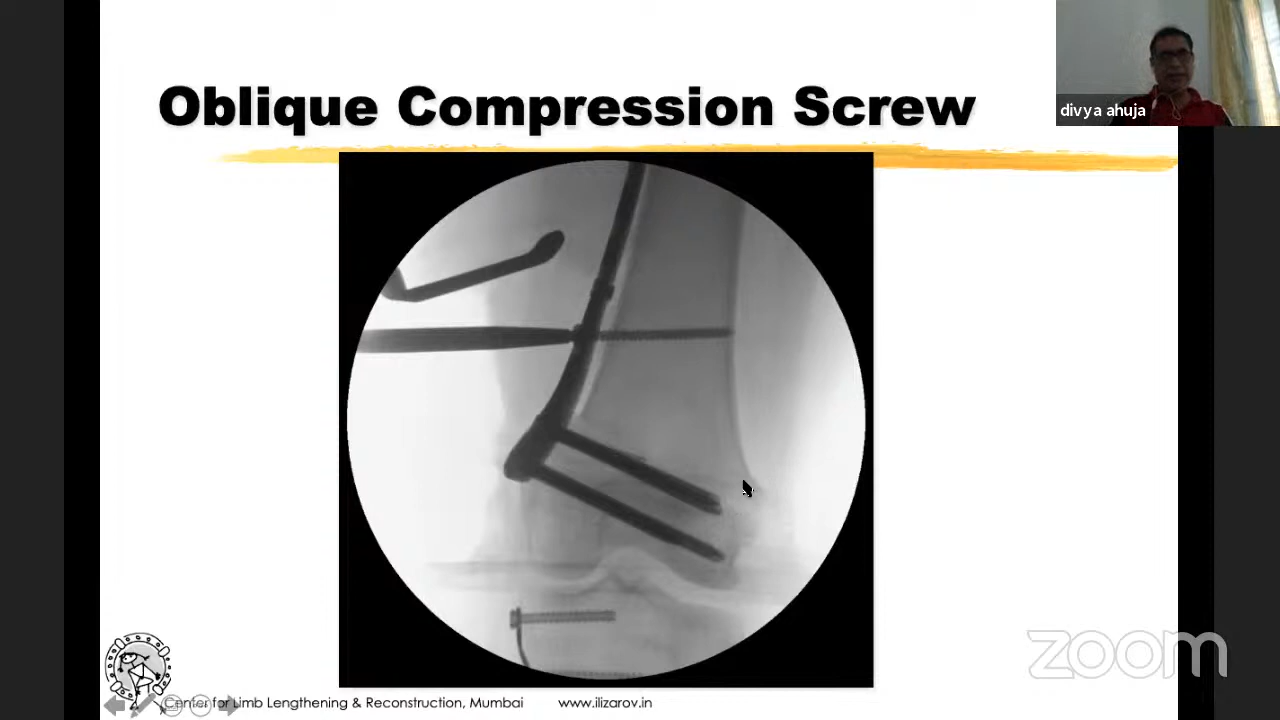 Oblique Compression Screw
divya ahuja
zoom
Center for Limb Lengthening & Reconstruction, Mumbai www.ilizarov.in